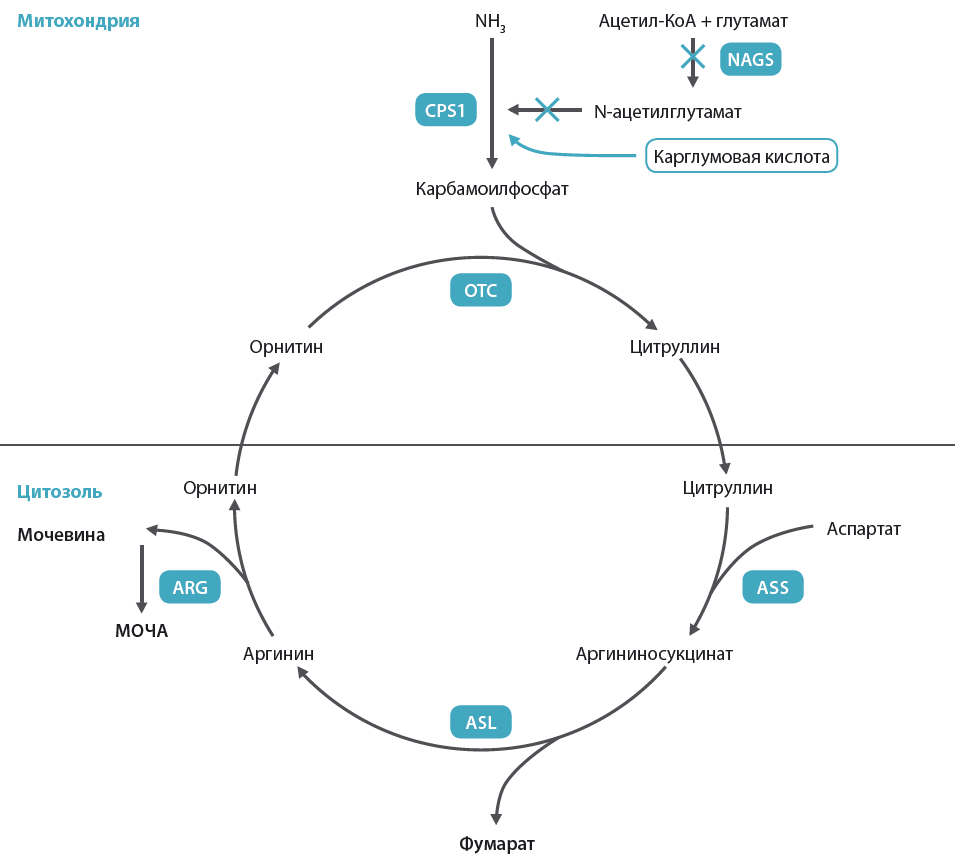 Митохондрия
NH3
Ацетил-КоА + глутамат
NAGS
CPS1
N-ацетилглутамат
Карглумовая кислота
Карбамоилфосфат
OTC
Орнитин
Цитруллин
Цитозоль
Орнитин
Цитруллин
Мочевина
Аспартат
ARG
ASS
МОЧА
Аргинин
Аргининосукцинат
ASL
Фумарат